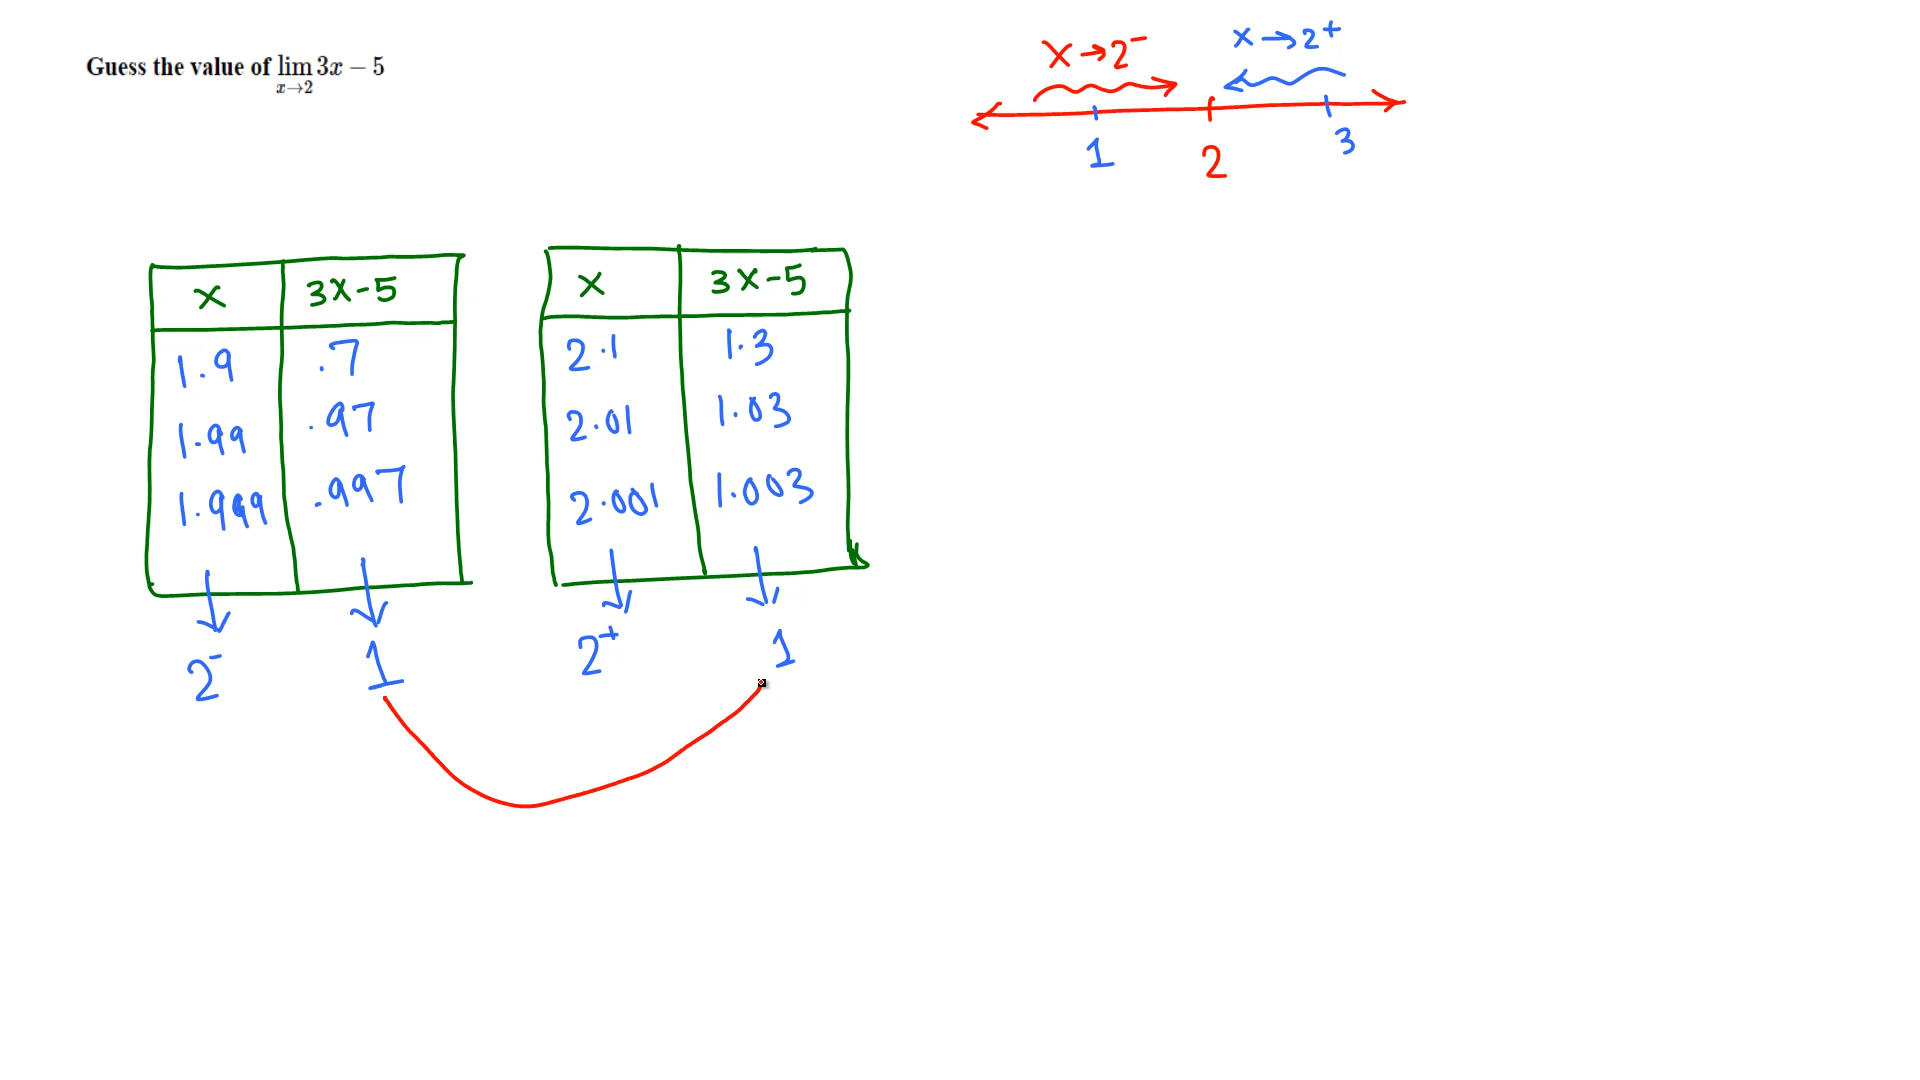 Guess the value of lim 3x − 5
x→2
x→2⁻ x→2⁺
1 2 3
x 3x-5
1.9 .7
1.99 .97
1.999 .997
2⁻ 1
x 3x-5
2.1 1.3
2.01 1.03
2.001 1.003
2⁺ 1